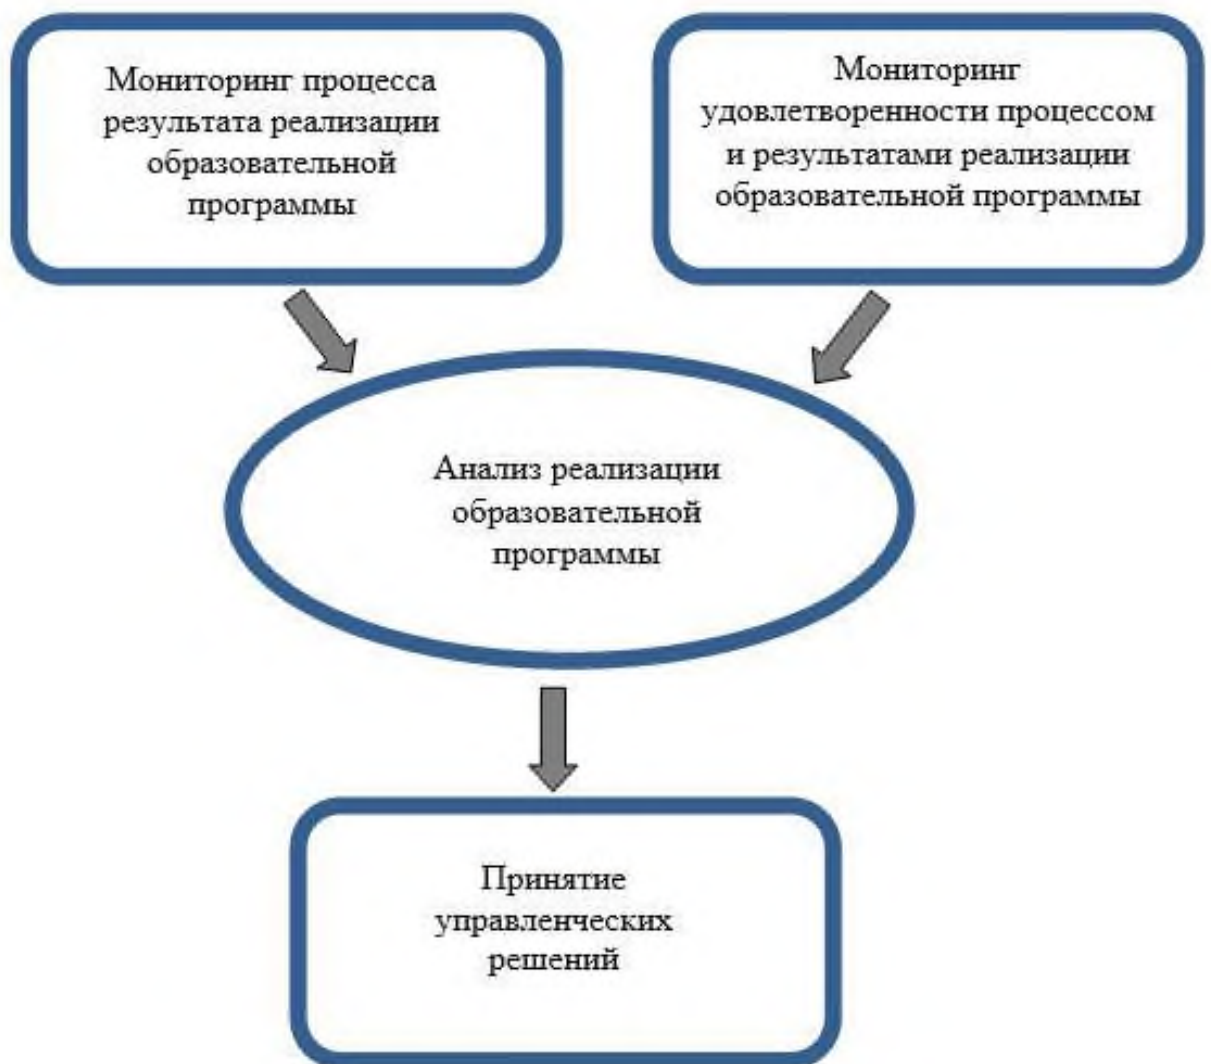 Мониторинг процесса
результата реализации
образовательной
программы
Мониторинг
удовлетворенности процессом
и результатами реализации
образовательной программы
Анализ реализации
образовательной
программы
Принятие
управленческих
решений